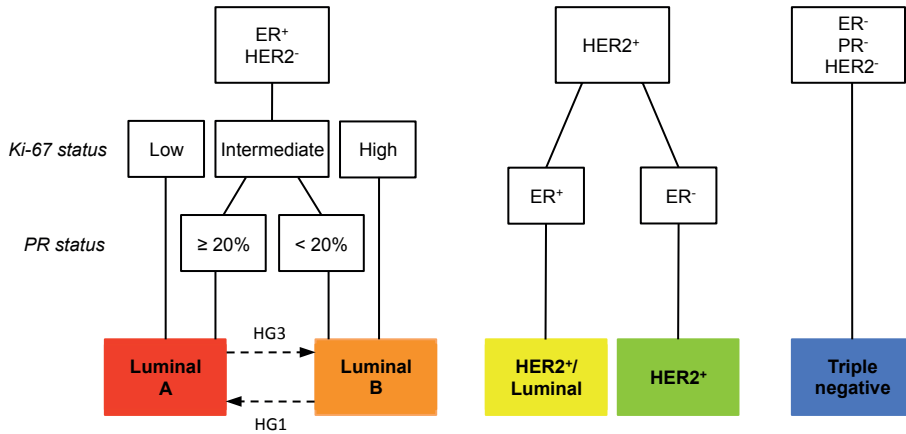 ER⁺
HER2⁻
HER2⁺
ER⁻
PR⁻
HER2⁻
Ki-67 status
Low
Intermediate
High
ER⁺
ER⁻
PR status
≥ 20%
< 20%
HG3
Luminal
A
Luminal
B
HG1
HER2⁺/
Luminal
HER2⁺
Triple
negative